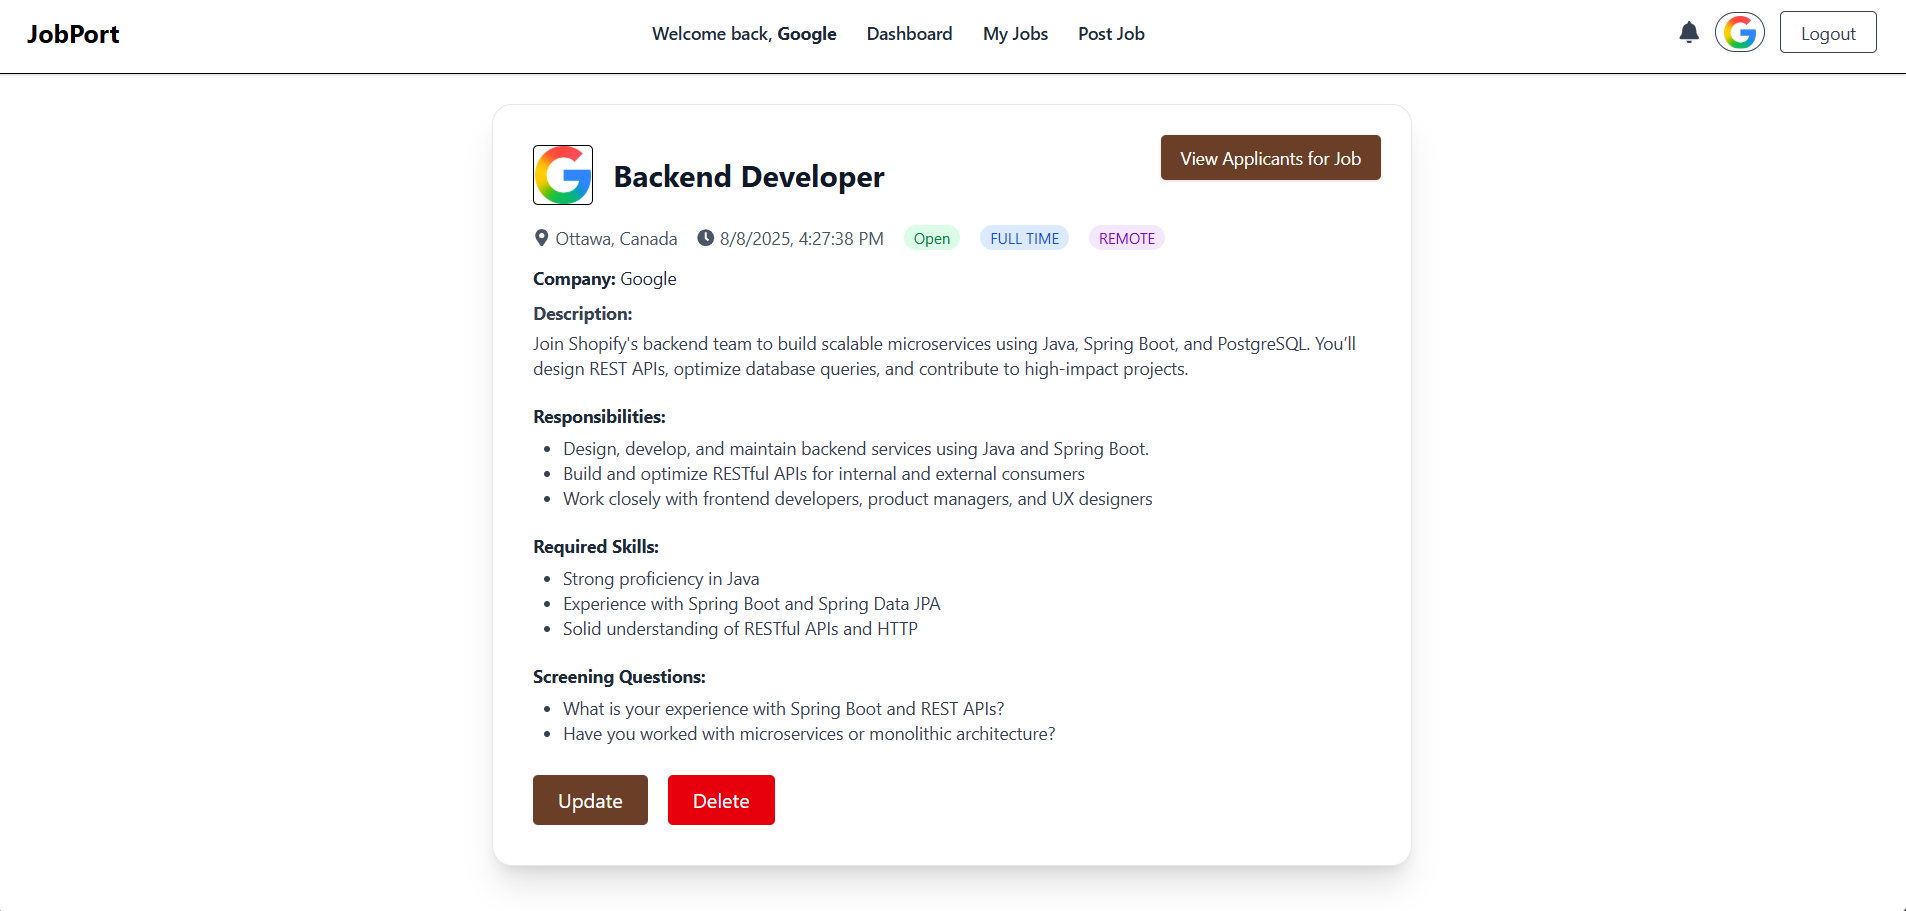 JobPort
Welcome back, Google Dashboard My Jobs Post Job
Logout
Backend Developer
View Applicants for Job
Ottawa, Canada 8/8/2025, 4:27:38 PM Open FULL TIME REMOTE
Company: Google
Description:
Join Shopify's backend team to build scalable microservices using Java, Spring Boot, and PostgreSQL. You’ll
design REST APIs, optimize database queries, and contribute to high-impact projects.
Responsibilities:
• Design, develop, and maintain backend services using Java and Spring Boot.
• Build and optimize RESTful APIs for internal and external consumers
• Work closely with frontend developers, product managers, and UX designers
Required Skills:
• Strong proficiency in Java
• Experience with Spring Boot and Spring Data JPA
• Solid understanding of RESTful APIs and HTTP
Screening Questions:
• What is your experience with Spring Boot and REST APIs?
• Have you worked with microservices or monolithic architecture?
Update Delete